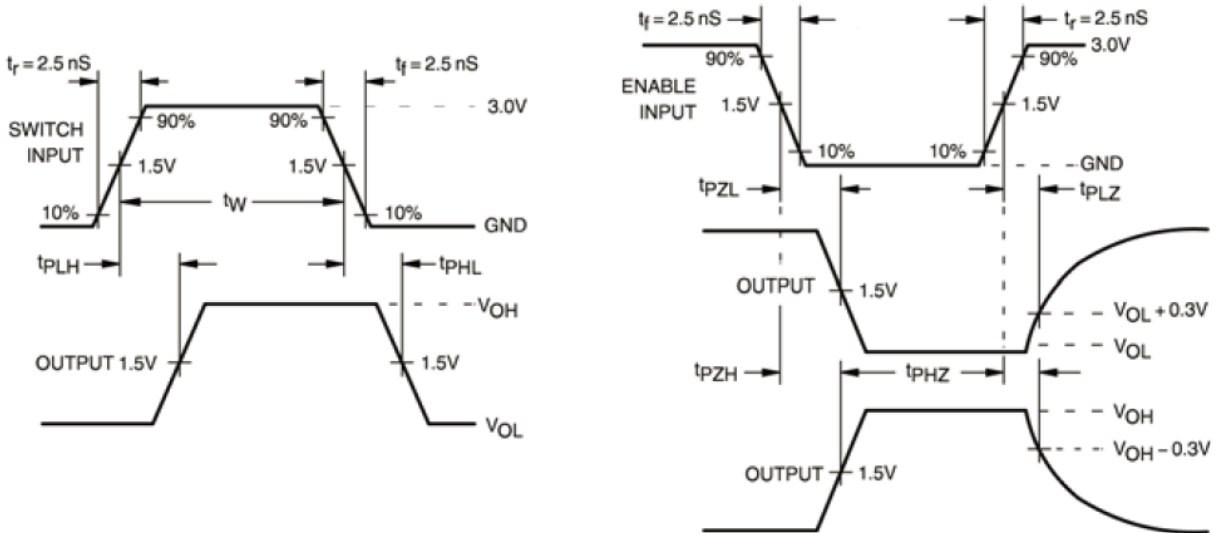 tr = 2.5 nS
tf = 2.5 nS
3.0V
90%
90%
SWITCH
INPUT
1.5V
1.5V
10%
tW
10%
GND
tPLH
tPHL
VOH
OUTPUT 1.5V
1.5V
VOL
tf = 2.5 nS
tr = 2.5 nS
3.0V
90%
90%
ENABLE
INPUT
1.5V
1.5V
10%
10%
GND
tPZL
tPLZ
OUTPUT
1.5V
VOL + 0.3V
VOL
tPZH
tPHZ
VOH
VOH – 0.3V
OUTPUT
1.5V